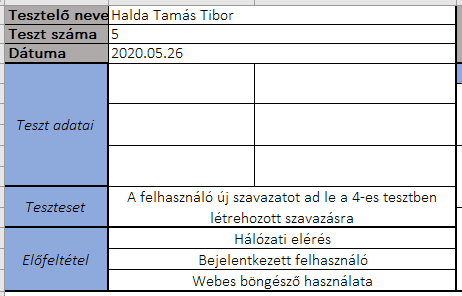 Tesztelő neve Halda Tamás Tibor
Teszt száma 5
Dátuma 2020.05.26
Teszt adatai
Teszteset
A felhasználó új szavazatot ad le a 4-es tesztben
létrehozott szavazásra
Előfeltétel
Hálózati elérés
Bejelentkezett felhasználó
Webes böngésző használata